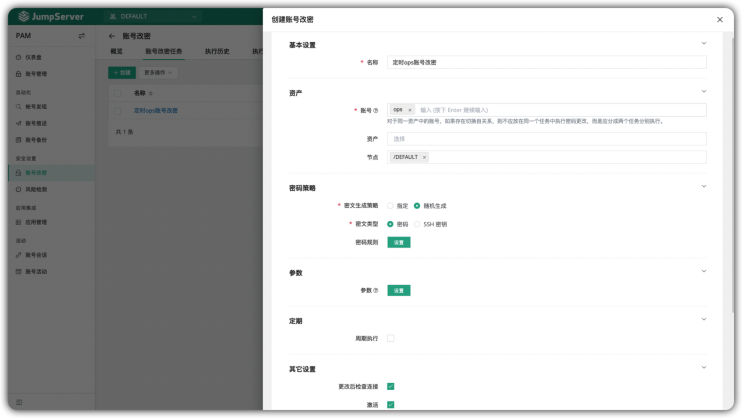 JumpServer
DEFAULT
PAM
仪表盘
账号管理
自动化
账号发现
账号推送
账号备份
安全设置
账号改密
风险检测
应用集成
应用管理
活动
账号会话
账号活动
← 账号改密
概览 账号改密任务 执行历史
+ 创建 更多操作
名称
定时ops账号改密
共 1 条
创建账号改密
基本设置
* 名称 定时ops账号改密
资产
* 账号 ops × 输入 (按下 Enter 继续输入)
对于同一资产中的账号，如果存在切换自关系，则不应放在同一个任务中执行密码更改，而是应分成两个任务分别执行。
资产 选择
节点 /DEFAULT ×
密码策略
* 密文生成策略 指定 随机生成
* 密文类型 密码 SSH 密钥
密码规则 设置
参数
参数 设置
定期
周期执行
其它设置
更改后检查连接
激活